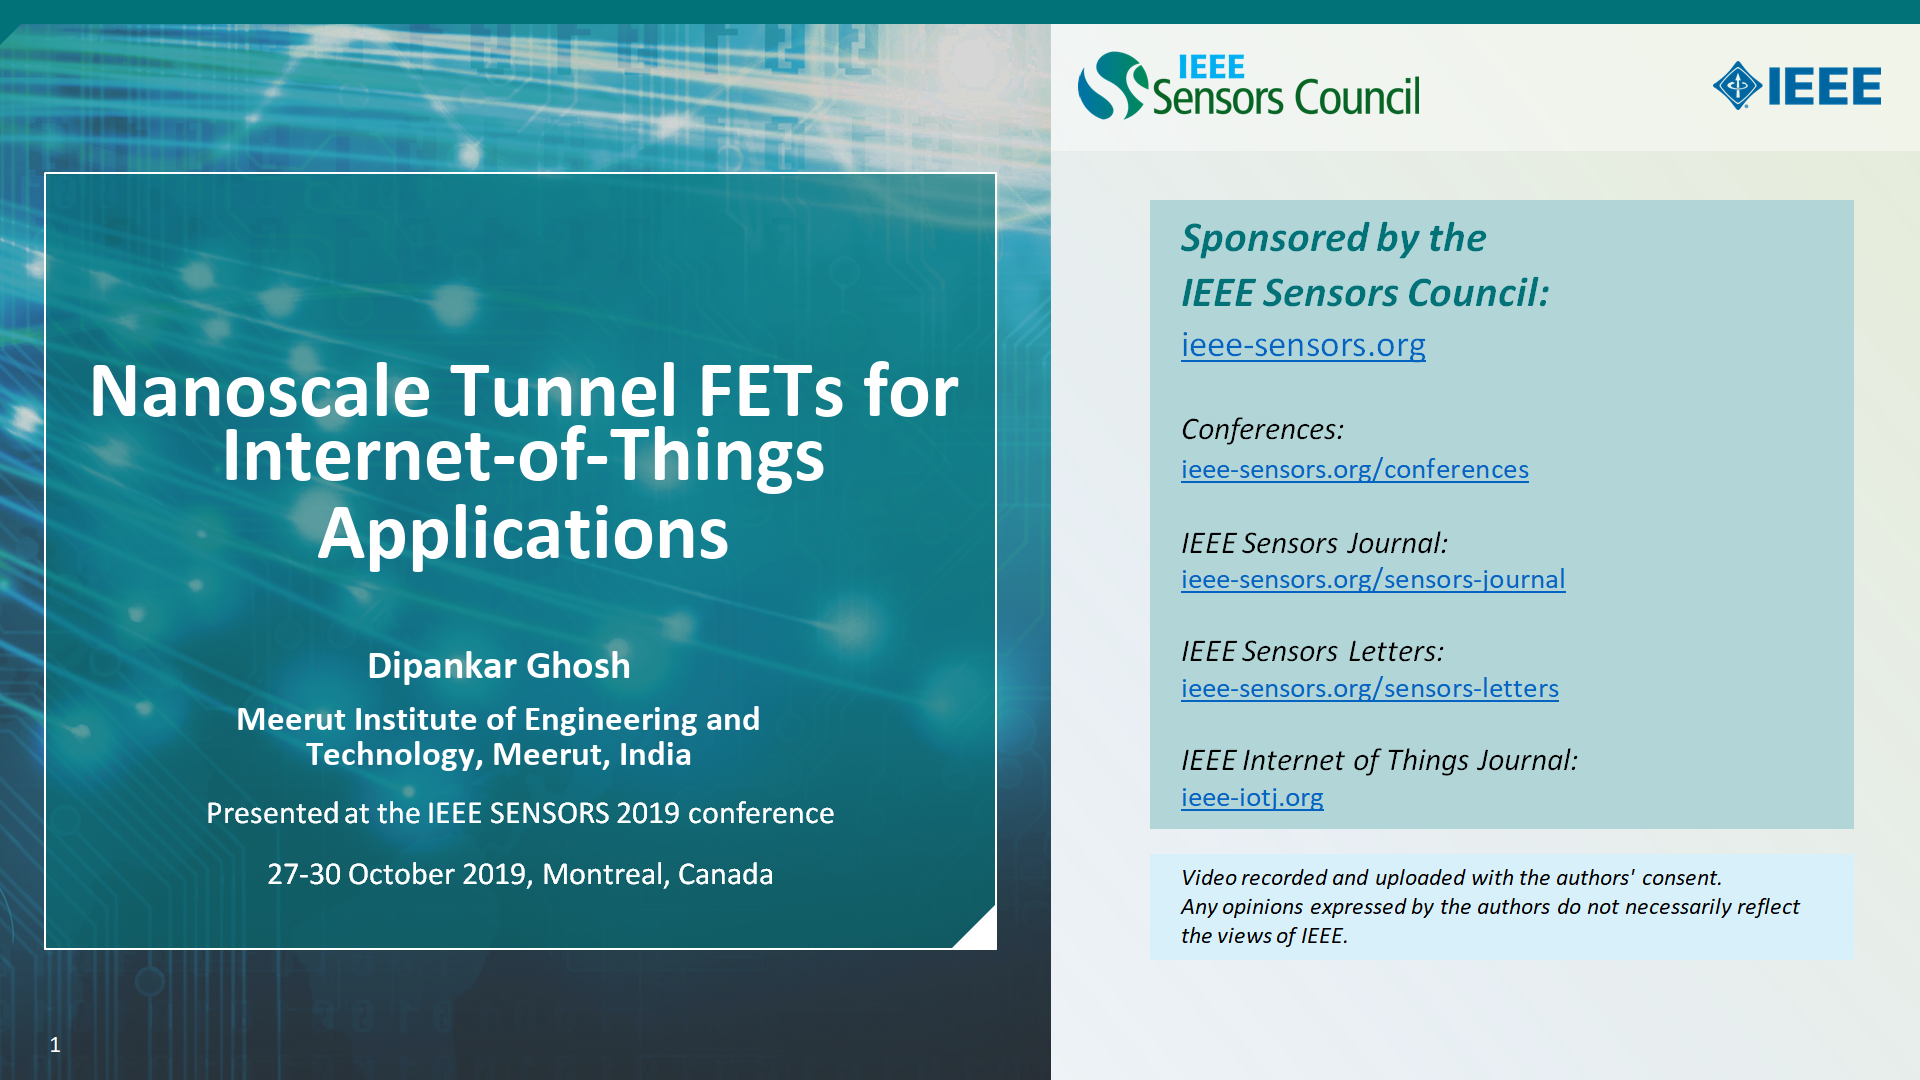 Nanoscale Tunnel FETs for
Internet-of-Things
Applications
Dipankar Ghosh
Meerut Institute of Engineering and
Technology, Meerut, India
Presented at the IEEE SENSORS 2019 conference
27-30 October 2019, Montreal, Canada
1
IEEE
Sensors Council
IEEE
Sponsored by the
IEEE Sensors Council:
ieee-sensors.org
Conferences:
ieee-sensors.org/conferences
IEEE Sensors Journal:
ieee-sensors.org/sensors-journal
IEEE Sensors Letters:
ieee-sensors.org/sensors-letters
IEEE Internet of Things Journal:
ieee-iotj.org
Video recorded and uploaded with the authors' consent.
Any opinions expressed by the authors do not necessarily reflect
the views of IEEE.